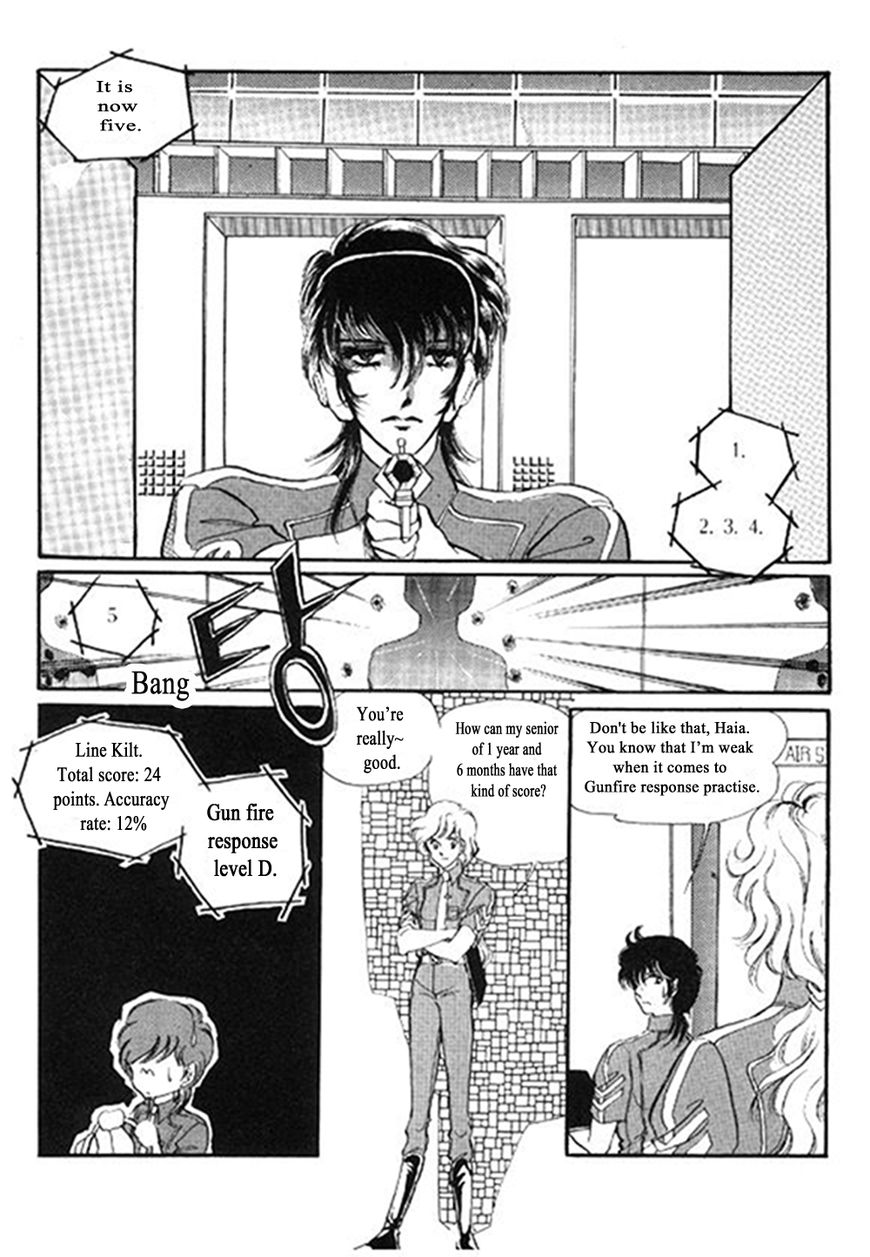 It is
now
five.
1.
2. 3. 4.
5
탕
Bang
Line Kilt.
Total score: 24
points. Accuracy
rate: 12%
Gun fire
response
level D.
You're
really~
good.
How can my senior
of 1 year and
6 months have that
kind of score?
Don't be like that, Haia.
You know that I'm weak
when it comes to
Gunfire response practise.
AIR S